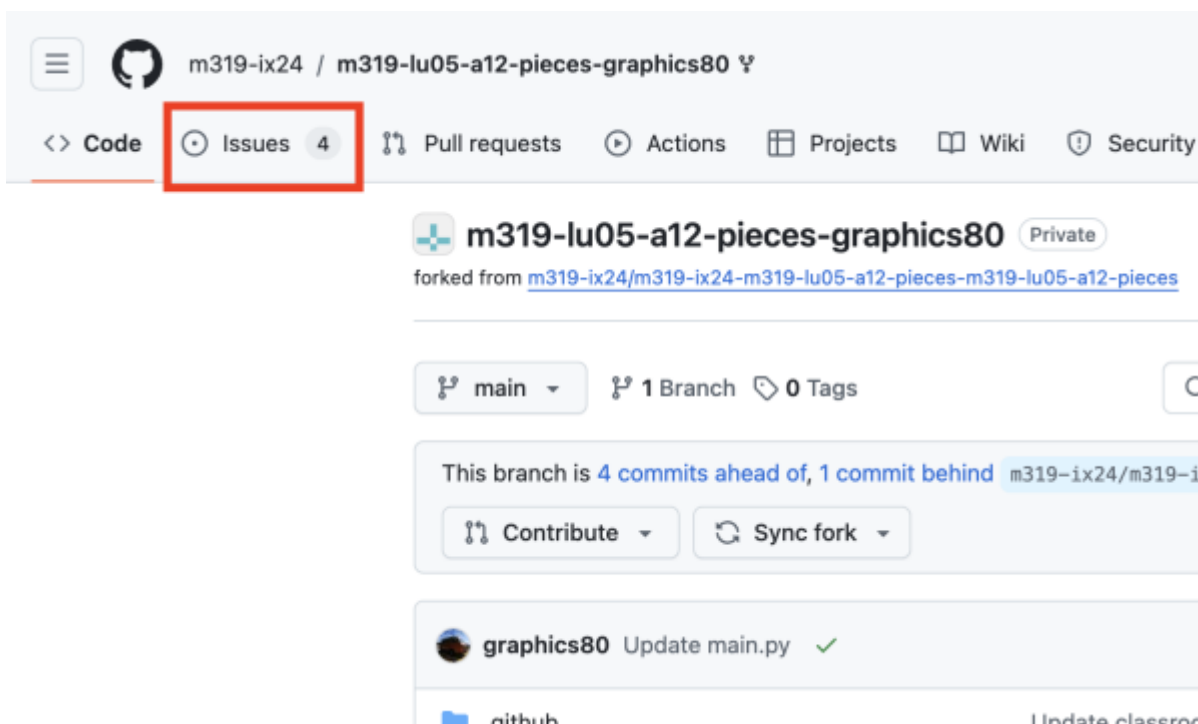 m319-ix24 / m319-lu05-a12-pieces-graphics80
Code Issues 4 Pull requests Actions Projects Wiki Security
m319-lu05-a12-pieces-graphics80 Private
forked from m319-ix24/m319-ix24-m319-lu05-a12-pieces-m319-lu05-a12-pieces
main 1 Branch 0 Tags
This branch is 4 commits ahead of, 1 commit behind m319-ix24/m319-i
Contribute Sync fork
graphics80 Update main.py
github Update classroo